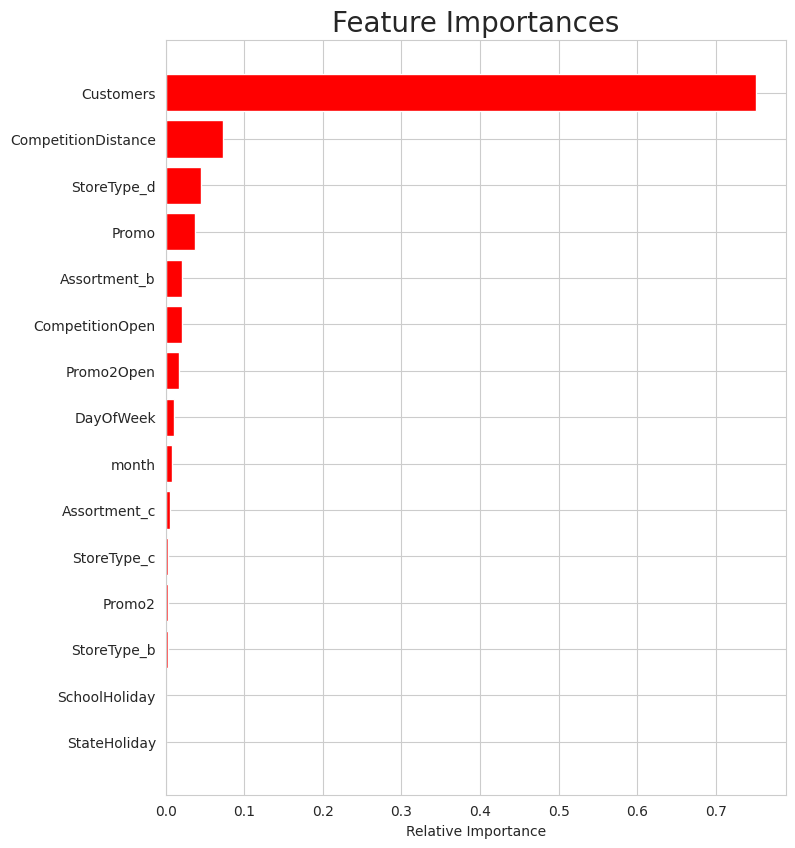 Feature Importances
Customers
CompetitionDistance
StoreType_d
Promo
Assortment_b
CompetitionOpen
Promo2Open
DayOfWeek
month
Assortment_c
StoreType_c
Promo2
StoreType_b
SchoolHoliday
StateHoliday
0.0 0.1 0.2 0.3 0.4 0.5 0.6 0.7
Relative Importance